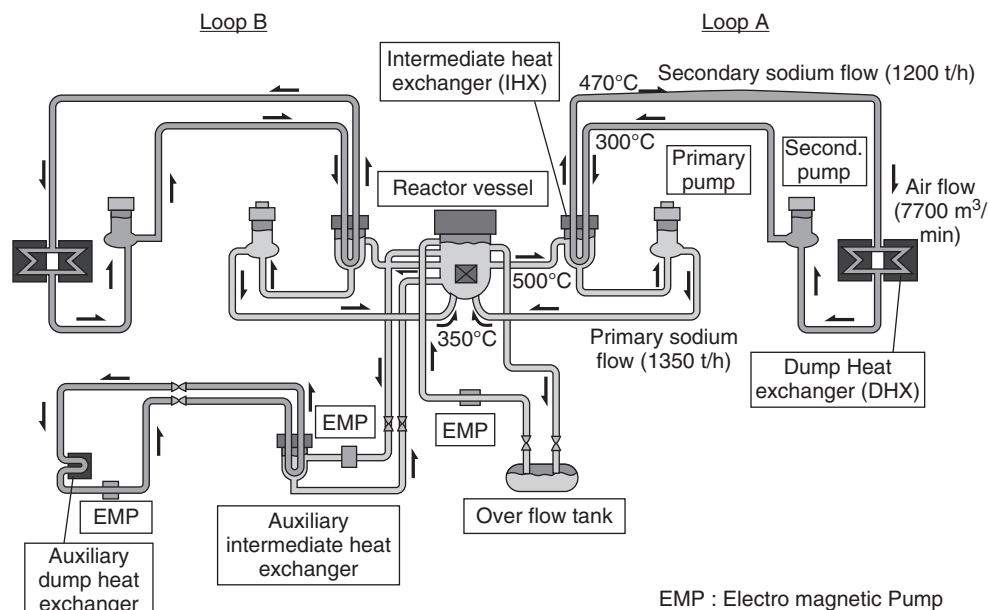 Loop B
Loop A
Intermediate heat
exchanger (IHX)
470°C
Secondary sodium flow (1200 t/h)
300°C
Primary
pump
Second.
pump
Reactor vessel
Air flow
(7700 m³/
min)
500°C
350°C
Primary sodium
flow (1350 t/h)
Dump Heat
exchanger (DHX)
EMP
EMP
EMP
Over flow tank
Auxiliary
intermediate heat
exchanger
Auxiliary
dump heat
exchanger
EMP : Electro magnetic Pump